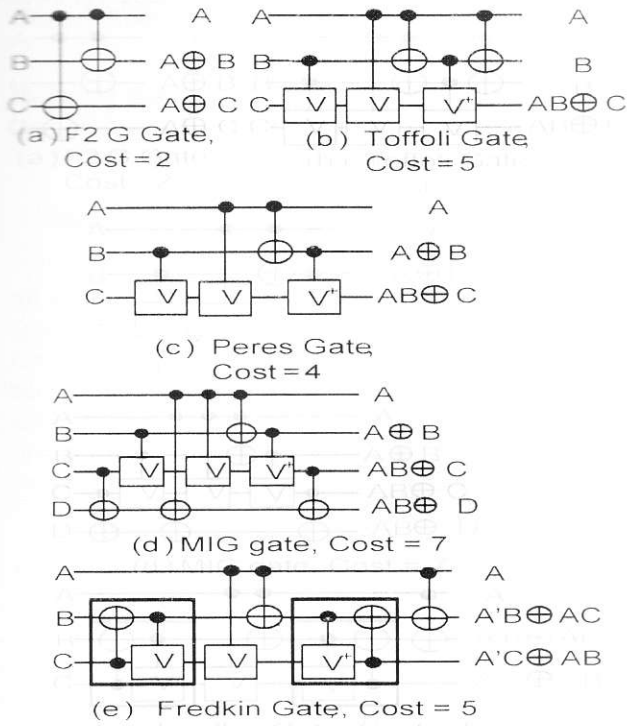 A A A A
B A⊕ B B B
C A⊕ C C V V V⁺ AB⊕ C
(a) F2 G Gate, (b) Toffoli Gate,
Cost = 2 Cost = 5
A A
B A ⊕ B
C V V V⁺ AB⊕ C
(c) Peres Gate,
Cost = 4
A A
B A ⊕ B
C V V V⁺ AB⊕ C
D AB⊕ D
(d) MIG gate, Cost = 7
A A
B A'B⊕ AC
C V V V⁺ A'C⊕ AB
(e) Fredkin Gate, Cost = 5